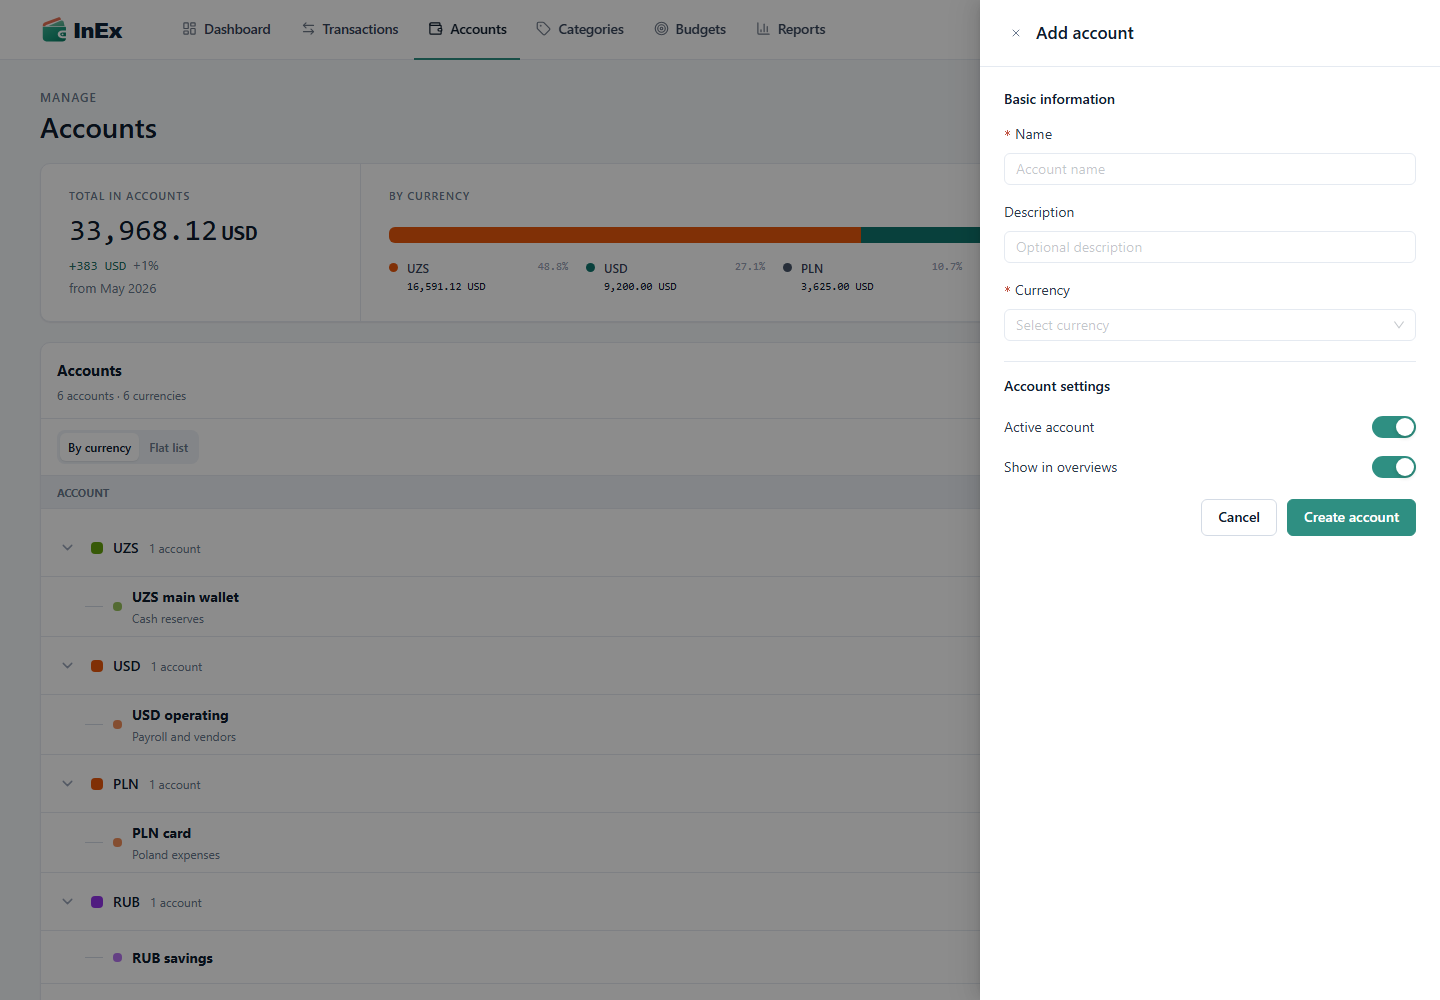 InEx
Dashboard
Transactions
Accounts
Categories
Budgets
Reports
MANAGE
Accounts
TOTAL IN ACCOUNTS
33,968.12 USD
+383 USD +1%
from May 2026
BY CURRENCY
UZS 48.8%
16,591.12 USD
USD 27.1%
9,200.00 USD
PLN 10.7%
3,625.00 USD
Accounts
6 accounts · 6 currencies
By currency
Flat list
ACCOUNT
UZS 1 account
UZS main wallet
Cash reserves
USD 1 account
USD operating
Payroll and vendors
PLN 1 account
PLN card
Poland expenses
RUB 1 account
RUB savings
Add account
Basic information
* Name
Account name
Description
Optional description
* Currency
Select currency
Account settings
Active account
Show in overviews
Cancel
Create account